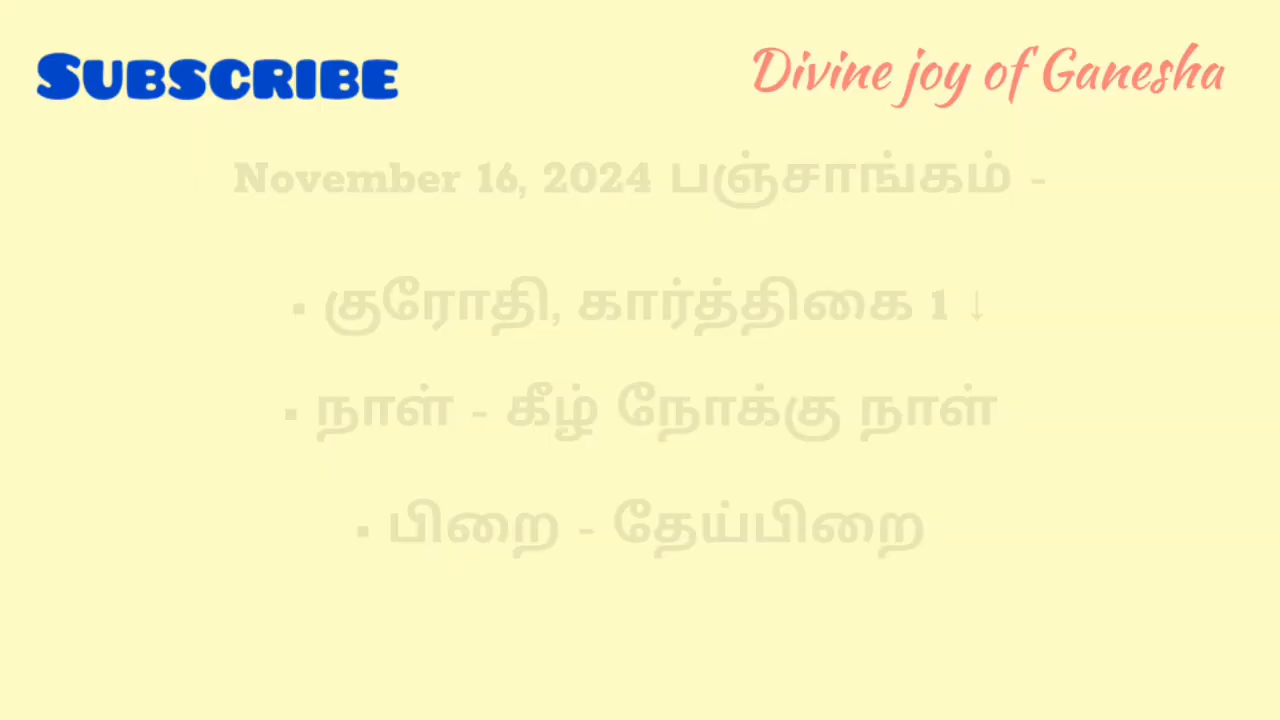 SUBSCRIBE
Divine joy of Ganesha
November 16, 2024 பஞ்சாங்கம் -
▪ குரோதி, கார்த்திகை 1 ↓
▪ நாள் - கீழ் நோக்கு நாள்
▪ பிறை - தேய்பிறை